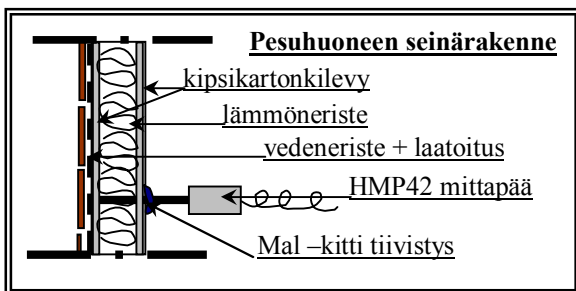 Pesuhuoneen seinärakenne
kipsikartonkilevy
lämmöneriste
vedeneriste + laatoitus
HMP42 mittapää
Mal –kitti tiivistys